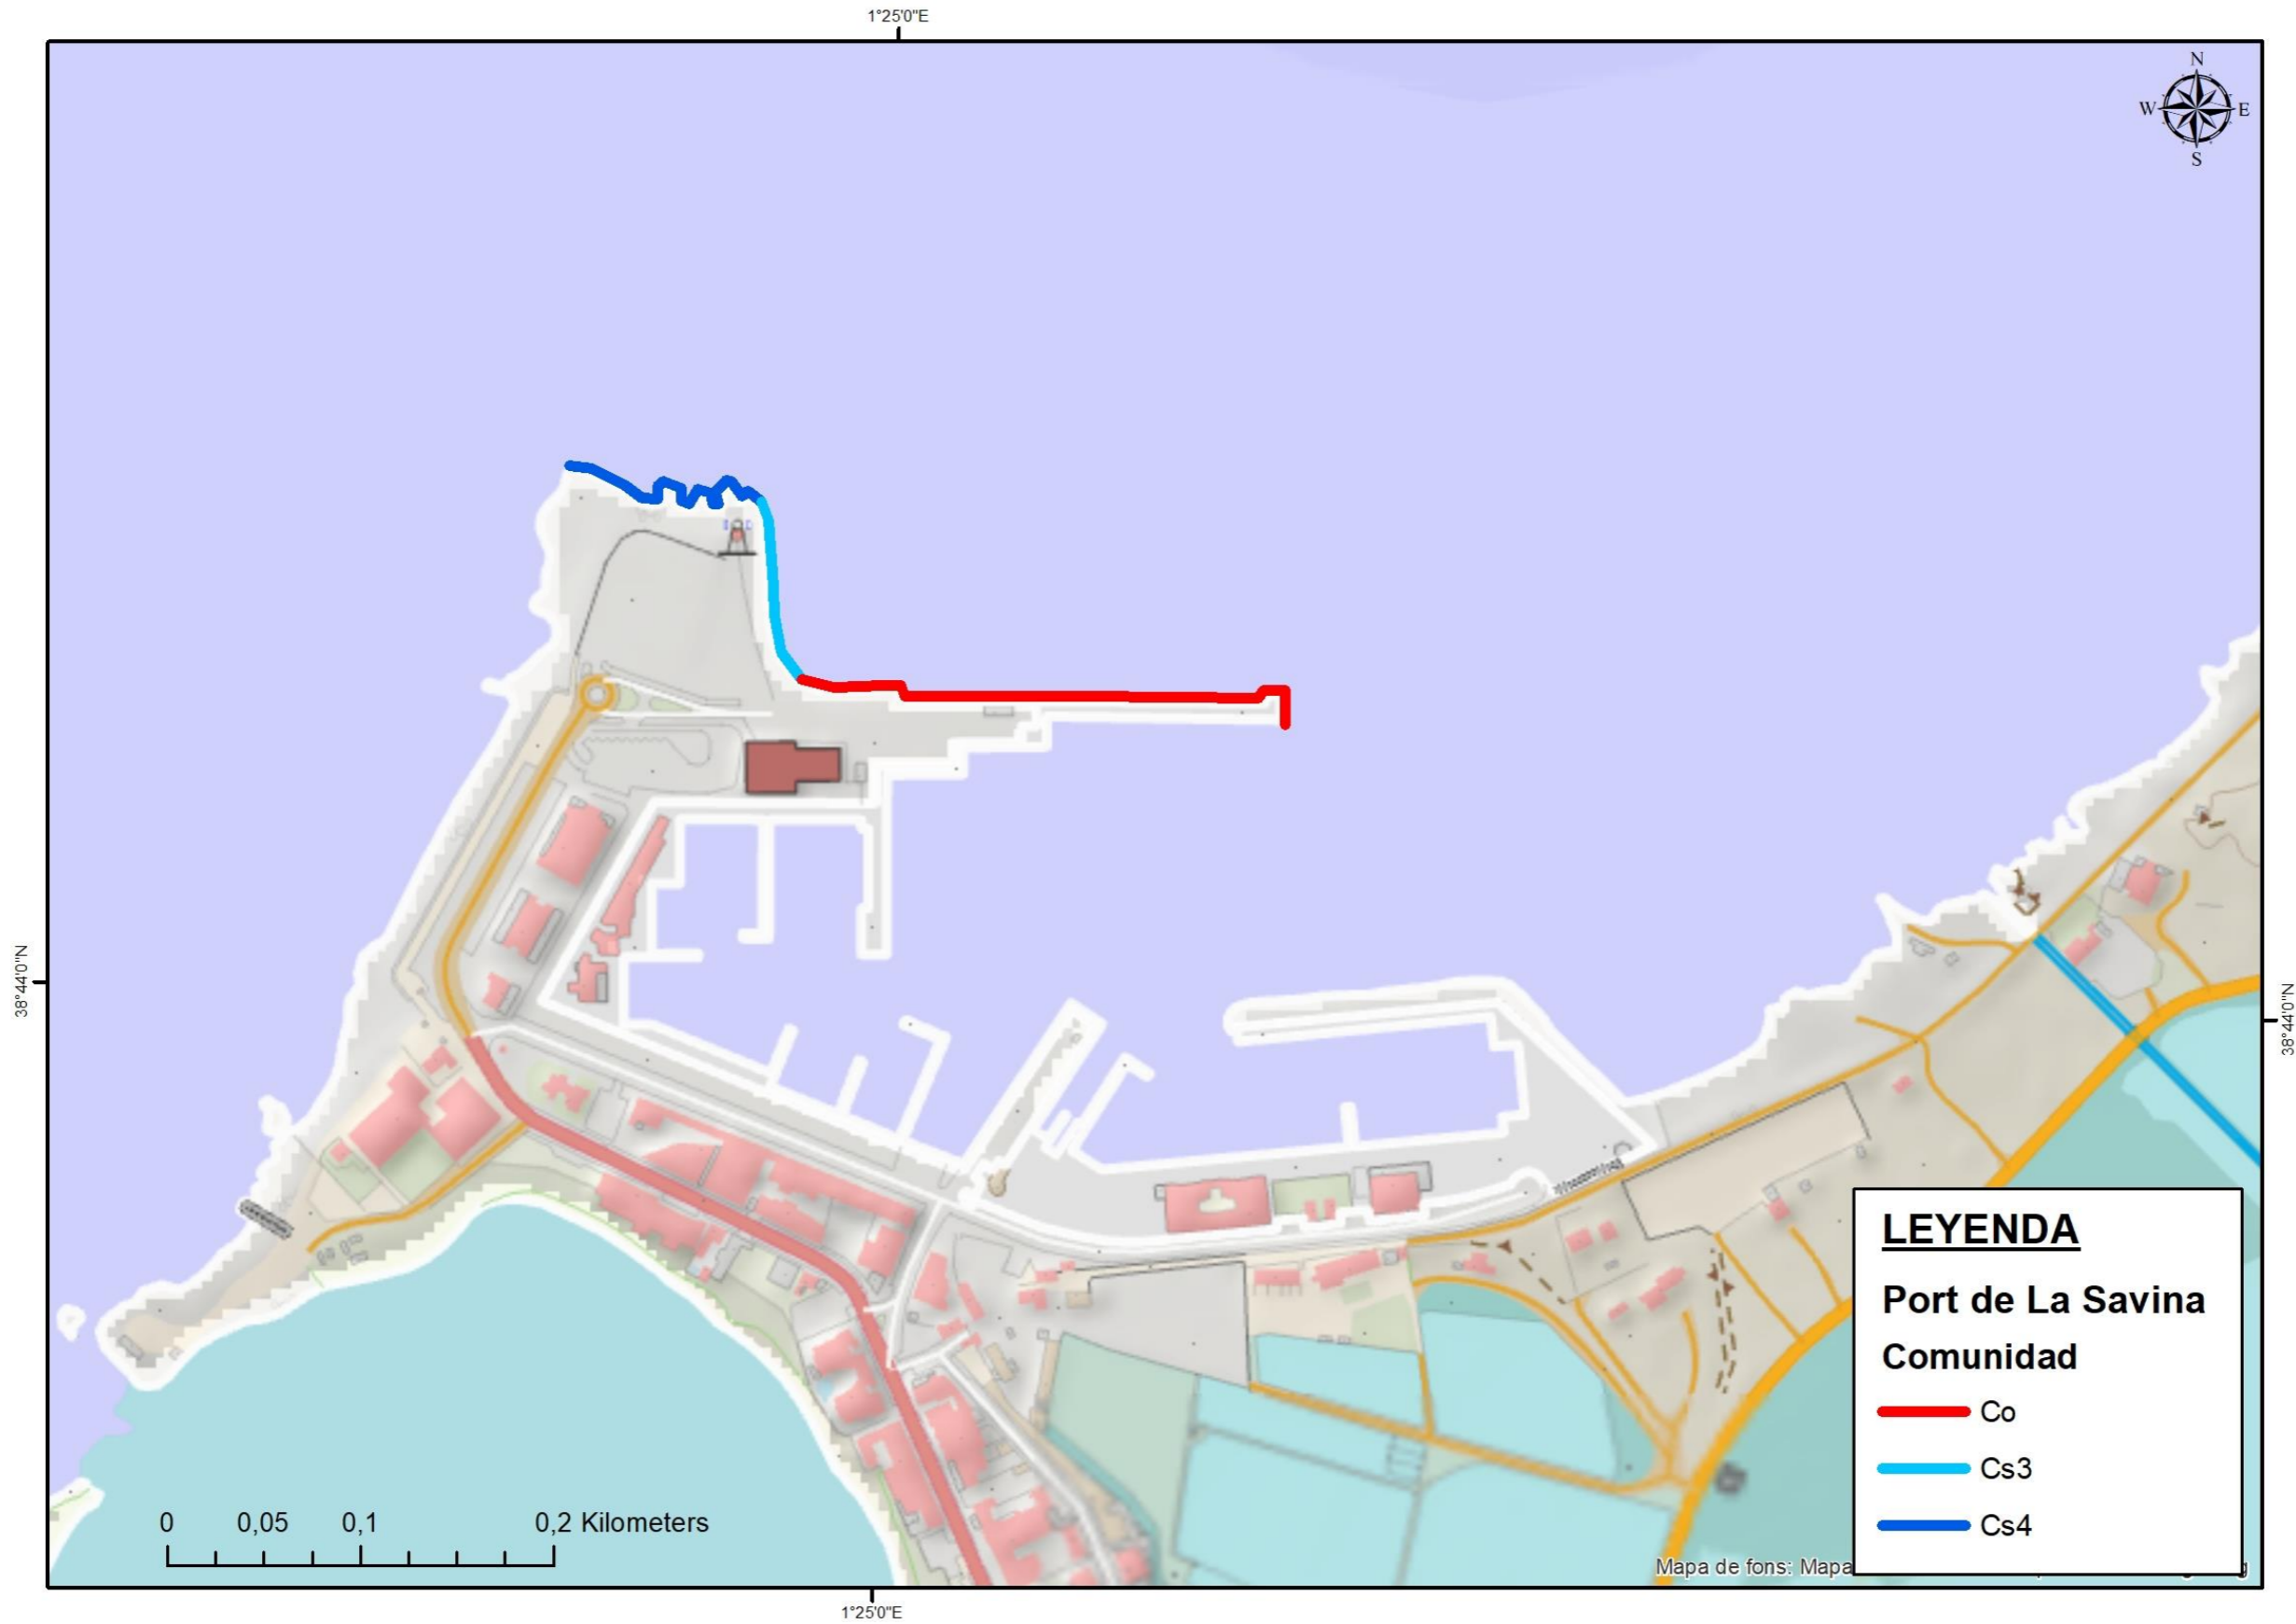 1°25'0"E
N
W E
S
38°44'0"N
38°44'0"N
LEYENDA
Port de La Savina
Comunidad
Co
Cs3
Cs4
0 0,05 0,1 0,2 Kilometers
Mapa de fons: Mapa
1°25'0"E